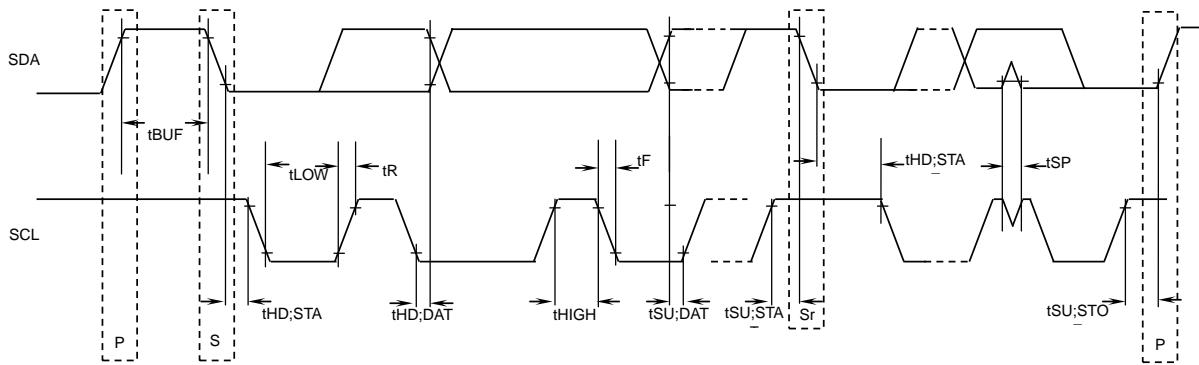 SDA
tBUF
tLOW
tR
tF
tHD;STA
tSP
SCL
tHD;STA
tHD;DAT
tHIGH
tSU;DAT
tSU;STA
Sr
tSU;STO
P
S
P